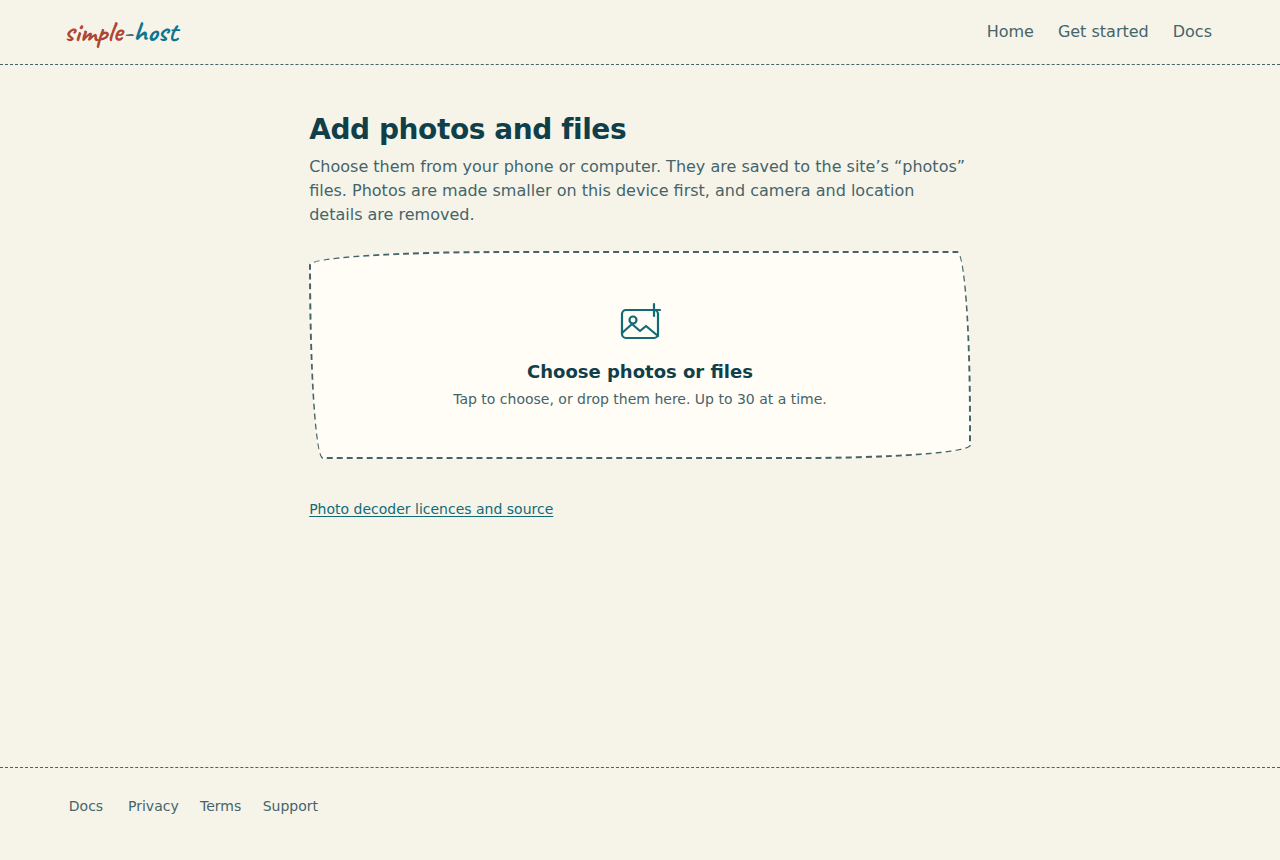 simple-host
Home Get started Docs
Add photos and files
Choose them from your phone or computer. They are saved to the site’s “photos”
files. Photos are made smaller on this device first, and camera and location
details are removed.
Choose photos or files
Tap to choose, or drop them here. Up to 30 at a time.
Photo decoder licences and source
Docs Privacy Terms Support